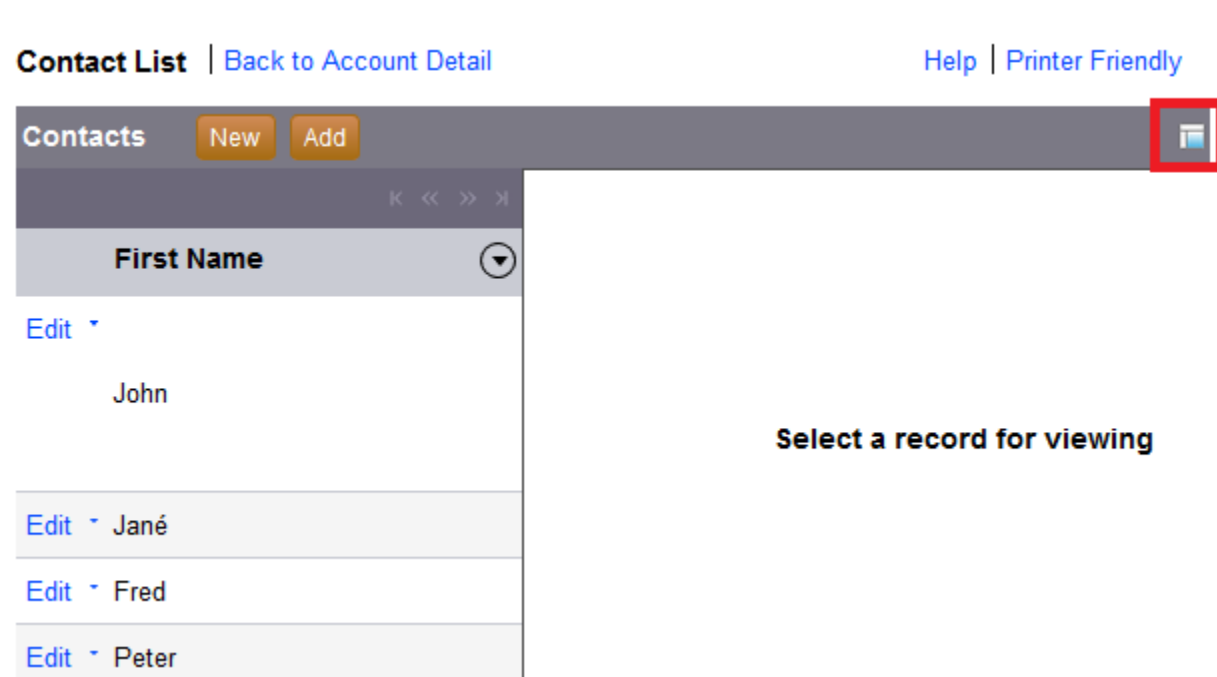 Contact List | Back to Account Detail Help | Printer Friendly
Contacts New Add
First Name
Edit
John
Select a record for viewing
Edit Jané
Edit Fred
Edit Peter